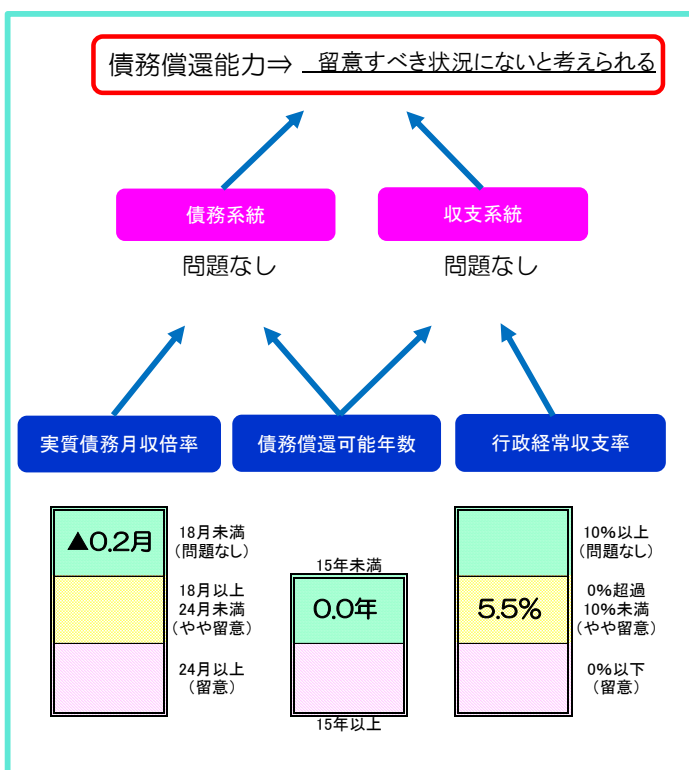 債務償還能力⇒ 留意すべき状況にないと考えられる
債務系統
収支系統
問題なし
問題なし
実質債務月収倍率
債務償還可能年数
行政経常収支率
▲0.2月
18月未満
(問題なし)
18月以上
24月未満
(やや留意)
24月以上
(留意)
15年未満
0.0年
15年以上
5.5%
10%以上
(問題なし)
0%超過
10%未満
(やや留意)
0%以下
(留意)